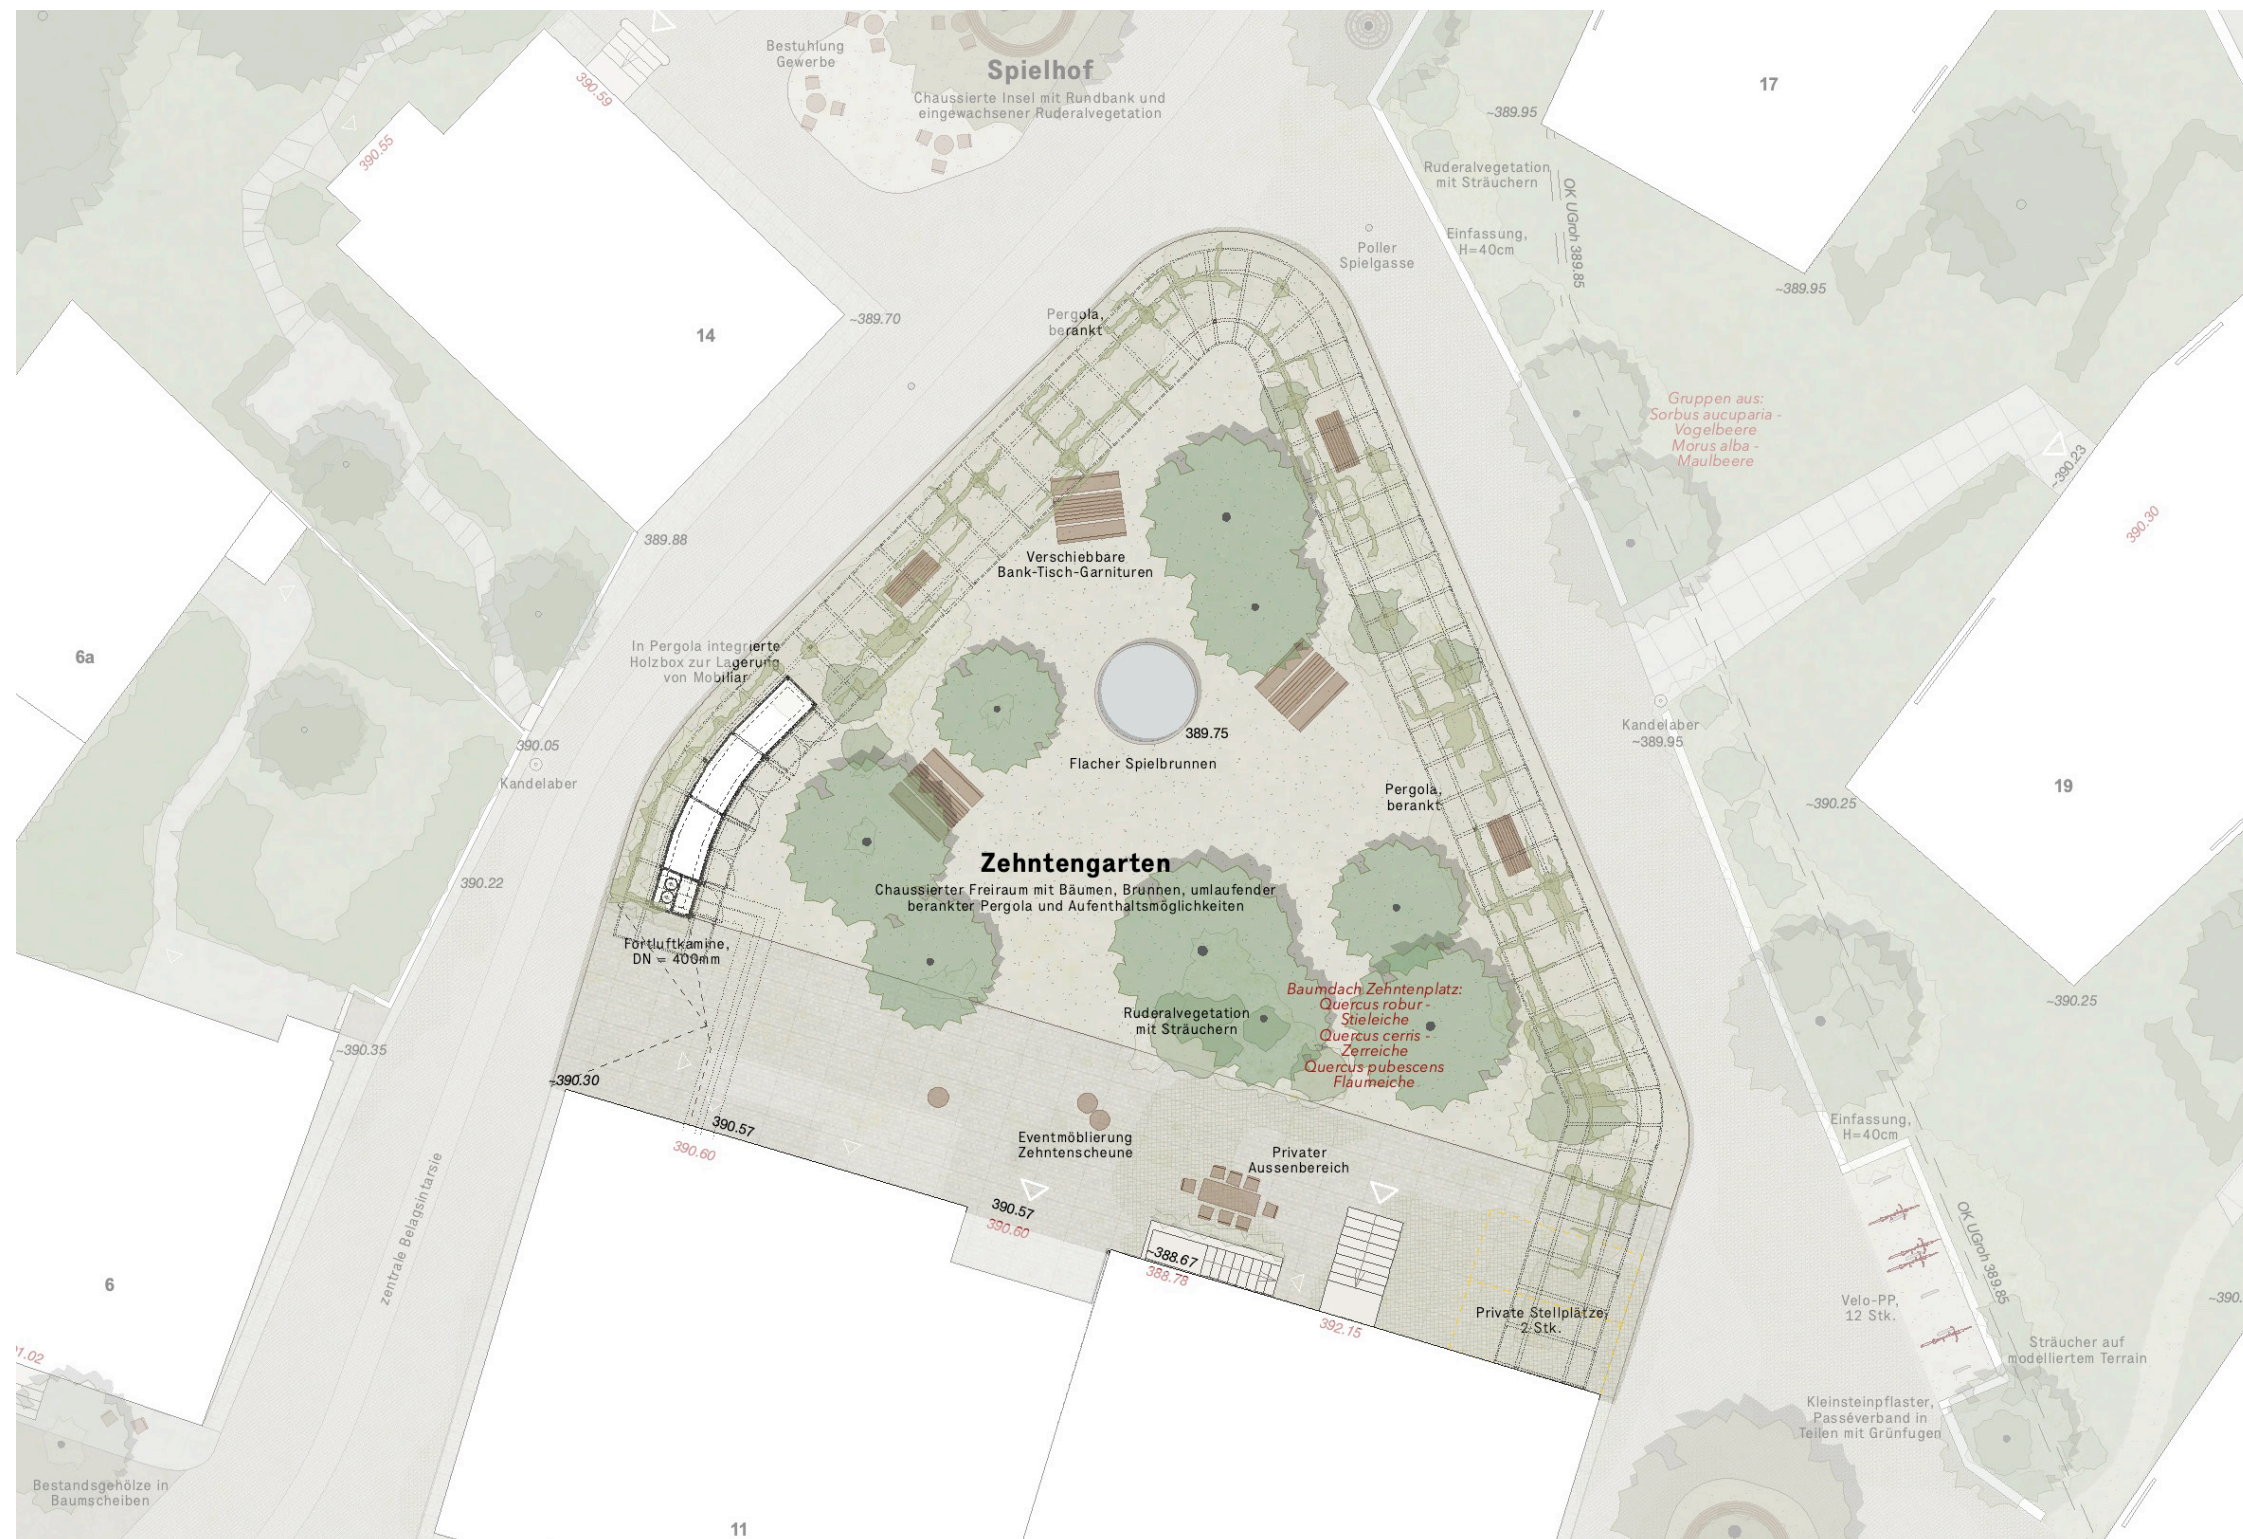 Bestuhlung
Gewerbe
Spielhof
Chaussierte Insel mit Rundbank und
eingewachsener Ruderalvegetation
17
390.59
390.55
~389.95
Ruderalvegetation
mit Sträuchern
OK UGroh 389.85
Einfassung,
H=40cm
Poller
Spielgasse
~389.95
14
~389.70
Pergola,
berankt
Gruppen aus:
Sorbus aucuparia -
Vogelbeere
Morus alba -
Maulbeere
~390.23
390.30
389.88
Verschiebbare
Bank-Tisch-Garnituren
6a
In Pergola integrierte
Holzbox zur Lagerung
von Mobiliar
390.05
Kandelaber
389.75
Flacher Spielbrunnen
Kandelaber
~389.95
Pergola,
berankt
~390.25
19
390.22
Zehntengarten
Chaussierter Freiraum mit Bäumen, Brunnen, umlaufender
berankter Pergola und Aufenthaltsmöglichkeiten
Fortluftkamine,
DN = 400mm
Baumdach Zehntenplatz:
Quercus robur -
Stieleiche
Quercus cerris -
Zerreiche
Quercus pubescens
Flaumeiche
Ruderalvegetation
mit Sträuchern
~390.25
~390.35
~390.30
390.57
390.60
Eventmöblierung
Zehntenscheune
Privater
Aussenbereich
Einfassung,
H=40cm
390.57
390.60
~388.67
388.78
392.15
Private Stellplätze,
2 Stk.
OK UGroh 389.85
Velo-PP,
12 Stk.
~390.
Sträucher auf
modelliertem Terrain
zentrale Belagsintarsie
6
1.02
Kleinsteinpflaster,
Passéverband in
Teilen mit Grünfugen
Bestandsgehölze in
Baumscheiben
11